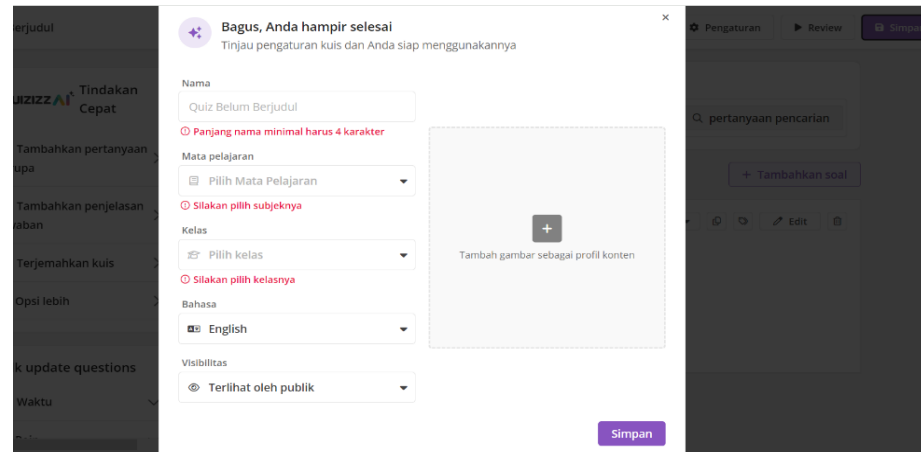 erjudul
Bagus, Anda hampir selesai
Tinjau pengaturan kuis dan Anda siap menggunakannya
Pengaturan
Review
Simpan
UIZIZZ AI
Tindakan
Cepat
Tambahkan pertanyaan
upa
Tambahkan penjelasan
vaban
Terjemahkan kuis
Opsi lebih
k update questions
Waktu
Nama
Quiz Belum Berjudul
Panjang nama minimal harus 4 karakter
Mata pelajaran
Pilih Mata Pelajaran
Silakan pilih subjeknya
Kelas
Pilih kelas
Silakan pilih kelasnya
Bahasa
English
Visibilitas
Terlihat oleh publik
Tambah gambar sebagai profil konten
Simpan
pertanyaan pencarian
+ Tambahkan soal
Edit